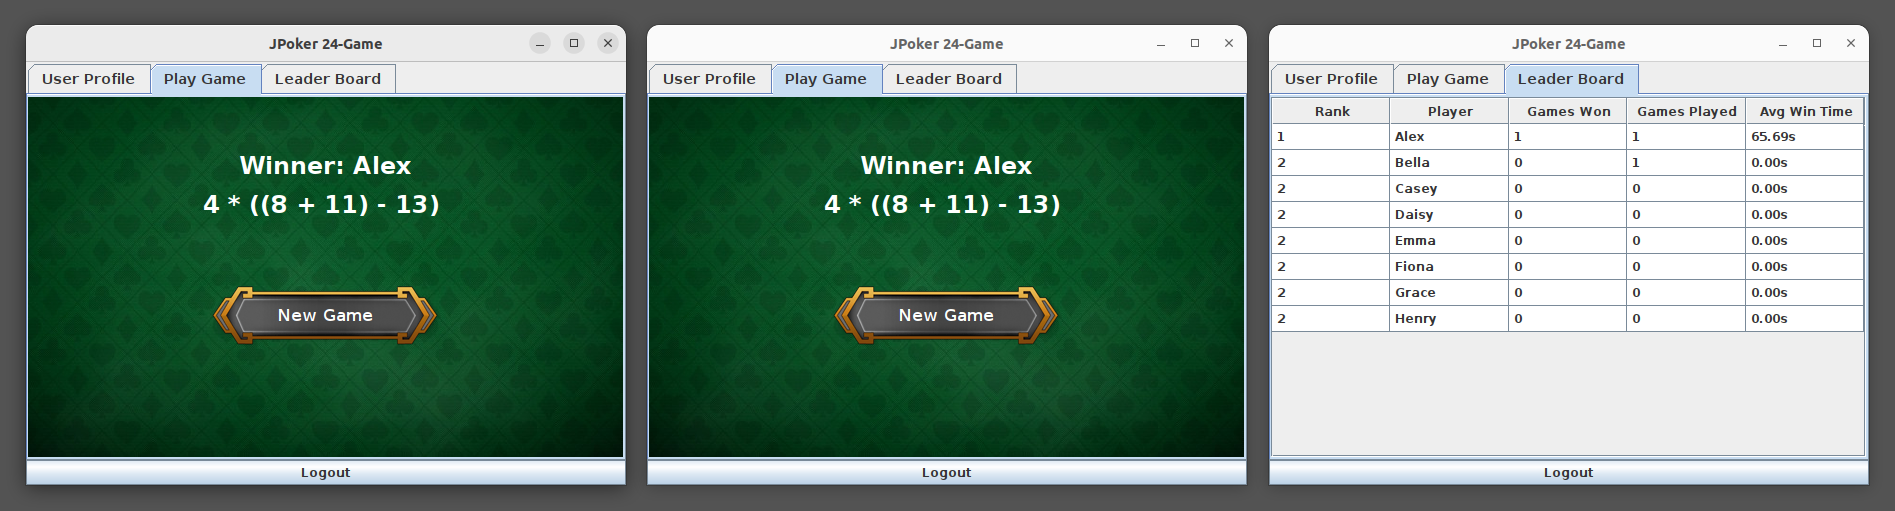 JPoker 24-Game
User Profile Play Game Leader Board
Winner: Alex
4 * ((8 + 11) - 13)
New Game
Logout
JPoker 24-Game
User Profile Play Game Leader Board
Winner: Alex
4 * ((8 + 11) - 13)
New Game
Logout
JPoker 24-Game
User Profile Play Game Leader Board
Rank Player Games Won Games Played Avg Win Time
1 Alex 1 1 65.69s
2 Bella 0 1 0.00s
2 Casey 0 0 0.00s
2 Daisy 0 0 0.00s
2 Emma 0 0 0.00s
2 Fiona 0 0 0.00s
2 Grace 0 0 0.00s
2 Henry 0 0 0.00s
Logout